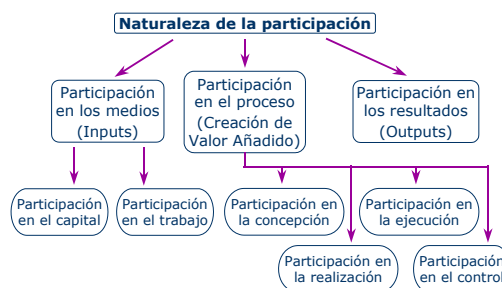 Naturaleza de la participación
Participación
en los medios
(Inputs)
Participación
en el proceso
(Creación de
Valor Añadido)
Participación en
los resultados
(Outputs)
Participación
en el capital
Participación
en el trabajo
Participación en
la concepción
Participación en
la ejecución
Participación en
la realización
Participación
en el control